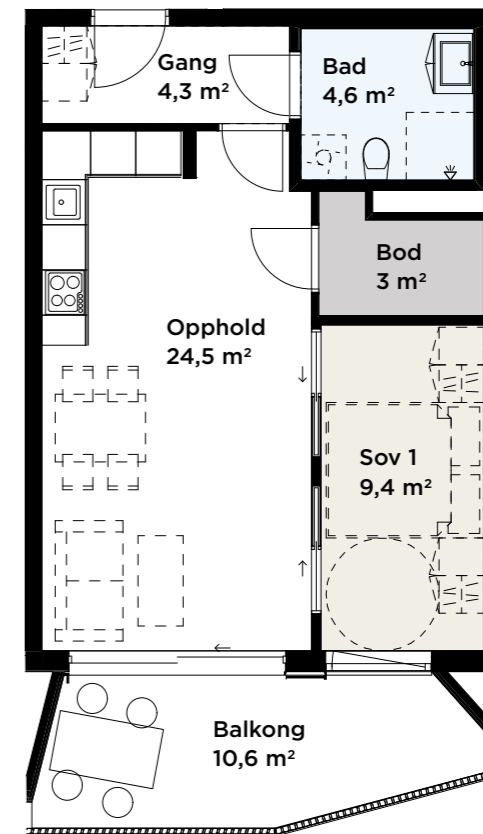 Gang
4,3 m²
Bad
4,6 m²
Bod
3 m²
Opphold
24,5 m²
Sov 1
9,4 m²
Balkong
10,6 m²